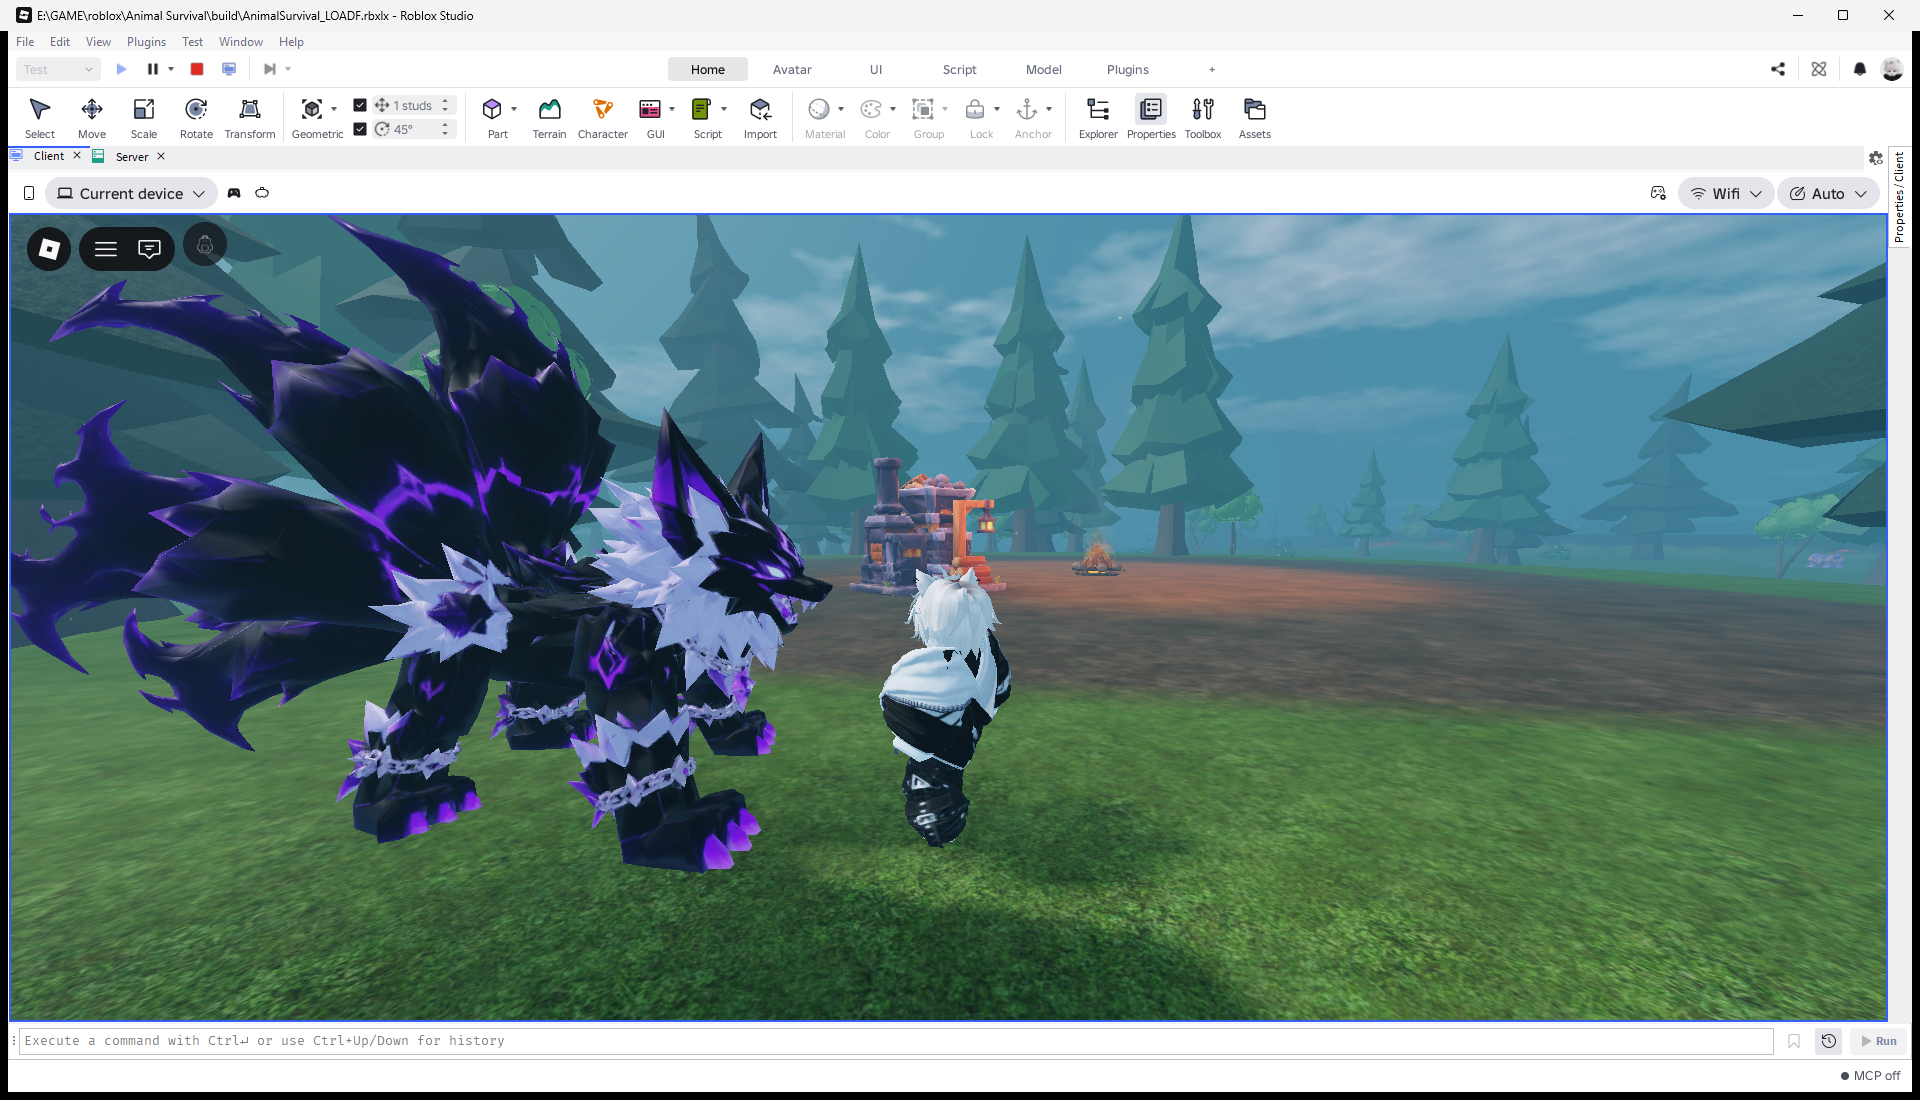 E:\GAME\roblox\Animal Survival\build\AnimalSurvival_LOADF.rbxlx - Roblox Studio
File Edit View Plugins Test Window Help
Test
Home Avatar UI Script Model Plugins +
1 studs
45°
Select Move Scale Rotate Transform Geometric Part Terrain Character GUI Script Import Material Color Group Lock Anchor Explorer Properties Toolbox Assets
Client Server
Properties / Client
Current device
Wifi
Auto
Execute a command with Ctrl↵ or use Ctrl+Up/Down for history
Run
MCP off